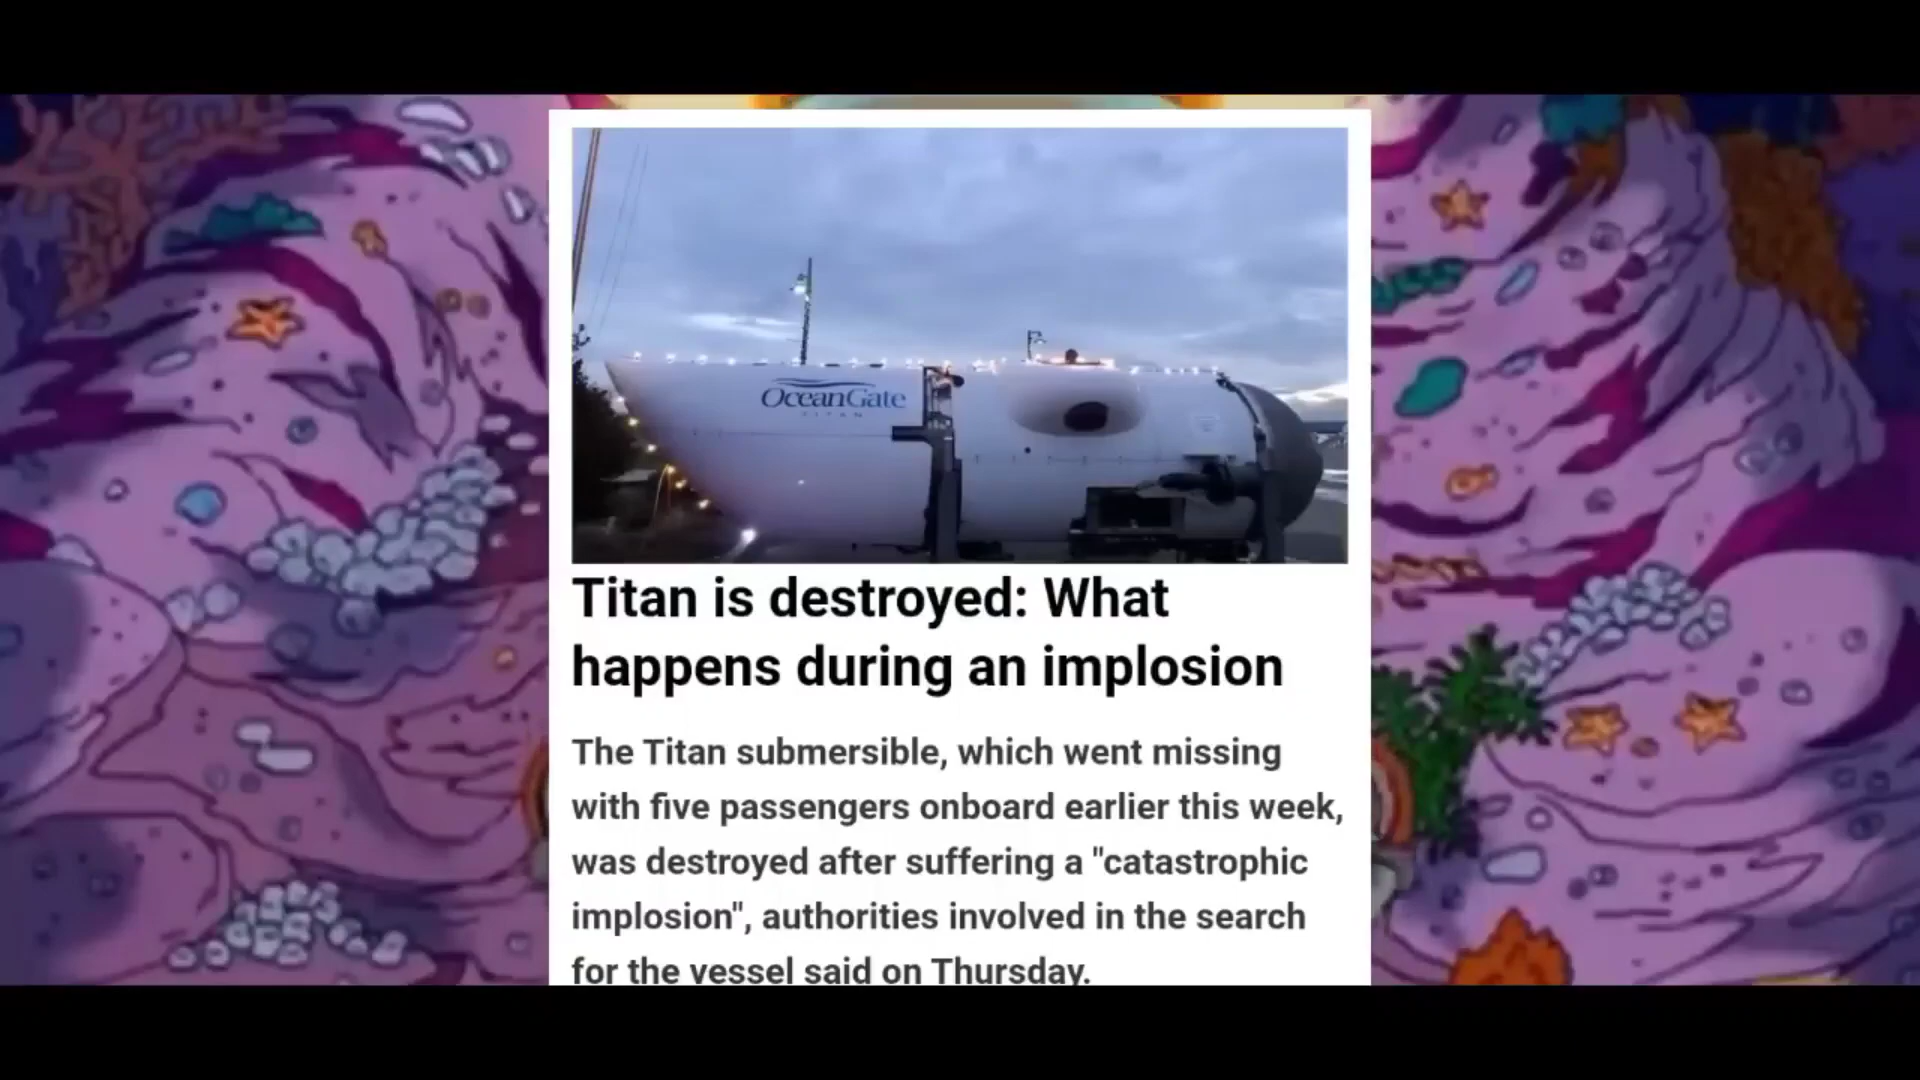 OceanGate
TITAN
Titan is destroyed: What
happens during an implosion
The Titan submersible, which went missing
with five passengers onboard earlier this week,
was destroyed after suffering a "catastrophic
implosion", authorities involved in the search
for the vessel said on Thursday.